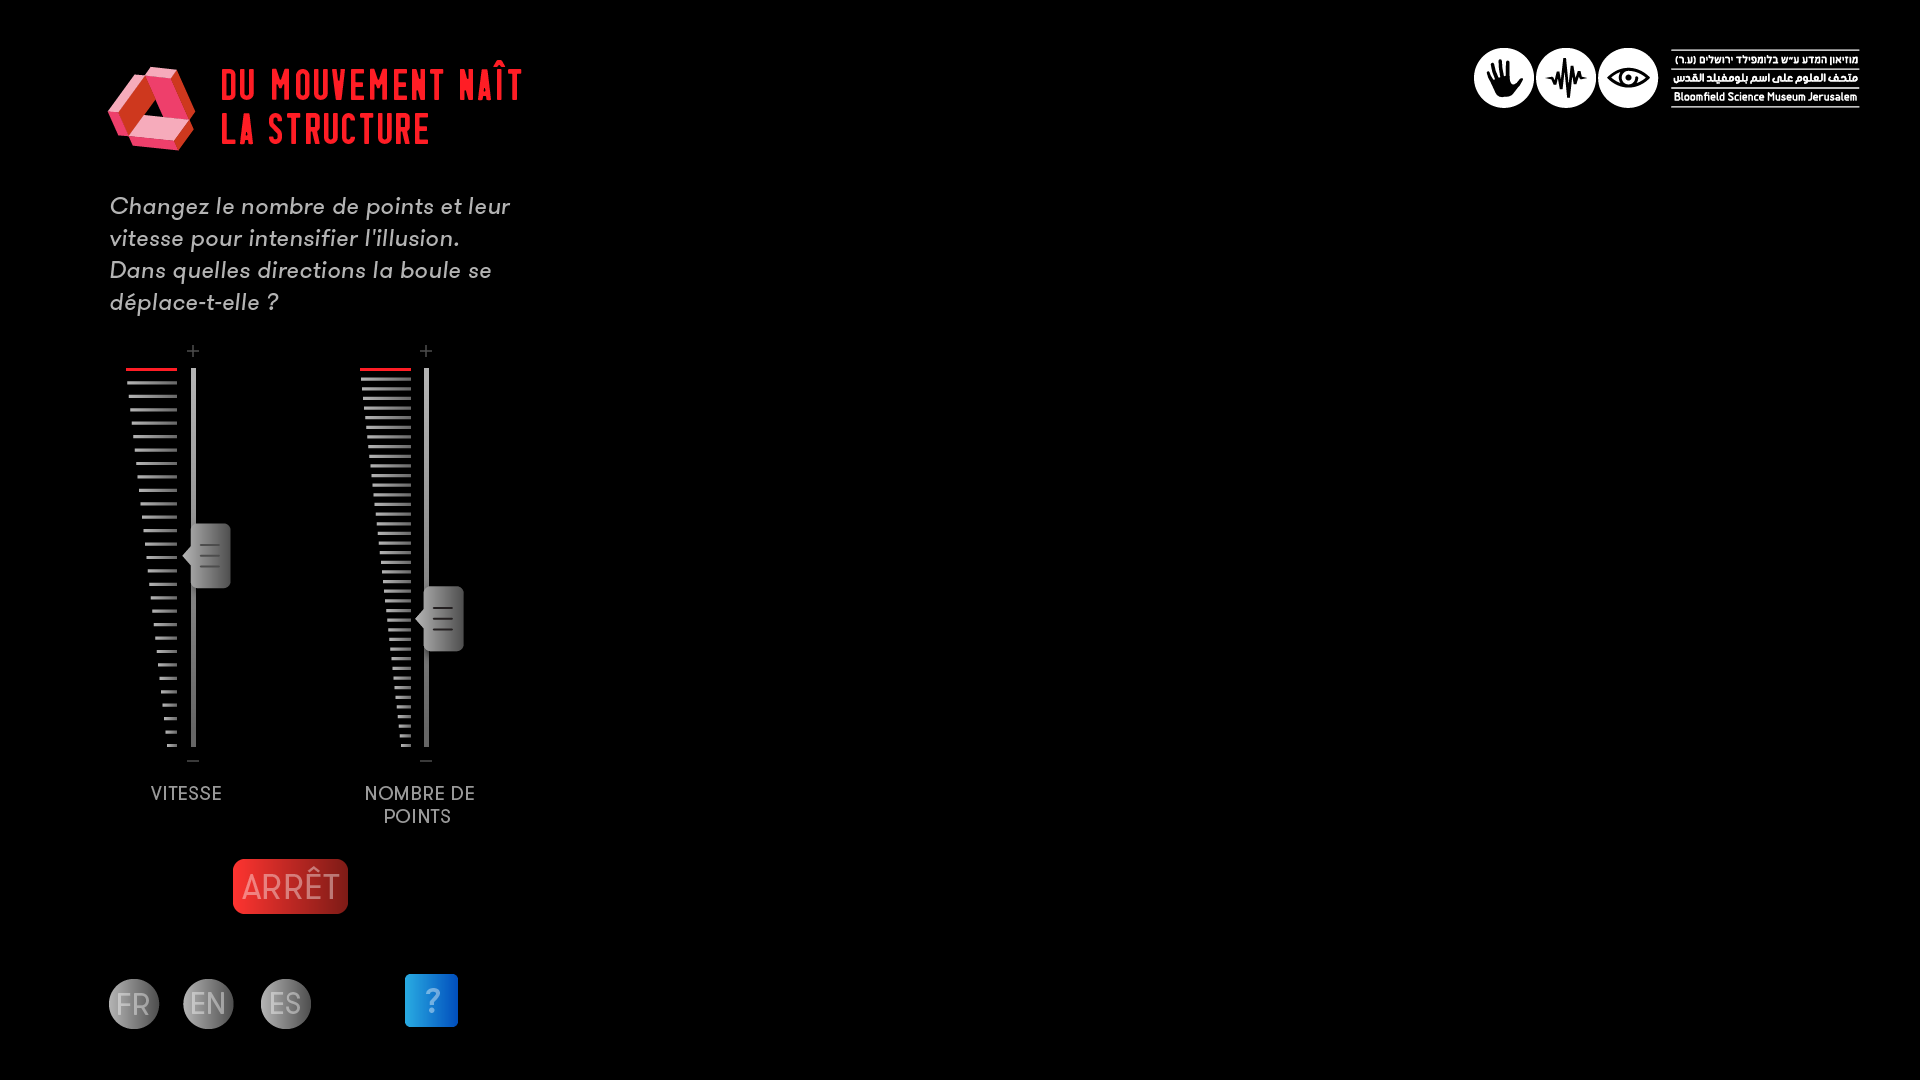 DU MOUVEMENT NAÎT
LA STRUCTURE
מוזיאון המדע ע״ש בלומפילד ירושלים (ע.ר)
متحف العلوم على اسم بلومفيلد القدس
Bloomfield Science Museum Jerusalem
Changez le nombre de points et leur
vitesse pour intensifier l'illusion.
Dans quelles directions la boule se
déplace-t-elle ?
+ +
– –
VITESSE
NOMBRE DE
POINTS
ARRÊT
FR EN ES ?